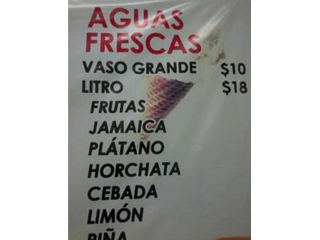 AGUAS
FRESCAS
VASO GRANDE $10
LITRO $18
FRUTAS
JAMAICA
PLÁTANO
HORCHATA
CEBADA
LIMÓN
PIÑA